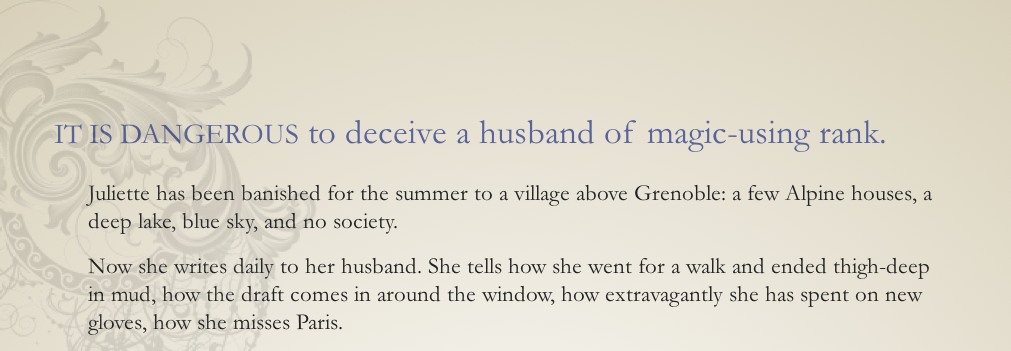 IT IS DANGEROUS to deceive a husband of magic-using rank.
Juliette has been banished for the summer to a village above Grenoble: a few Alpine houses, a
deep lake, blue sky, and no society.
Now she writes daily to her husband. She tells how she went for a walk and ended thigh-deep
in mud, how the draft comes in around the window, how extravagantly she has spent on new
gloves, how she misses Paris.